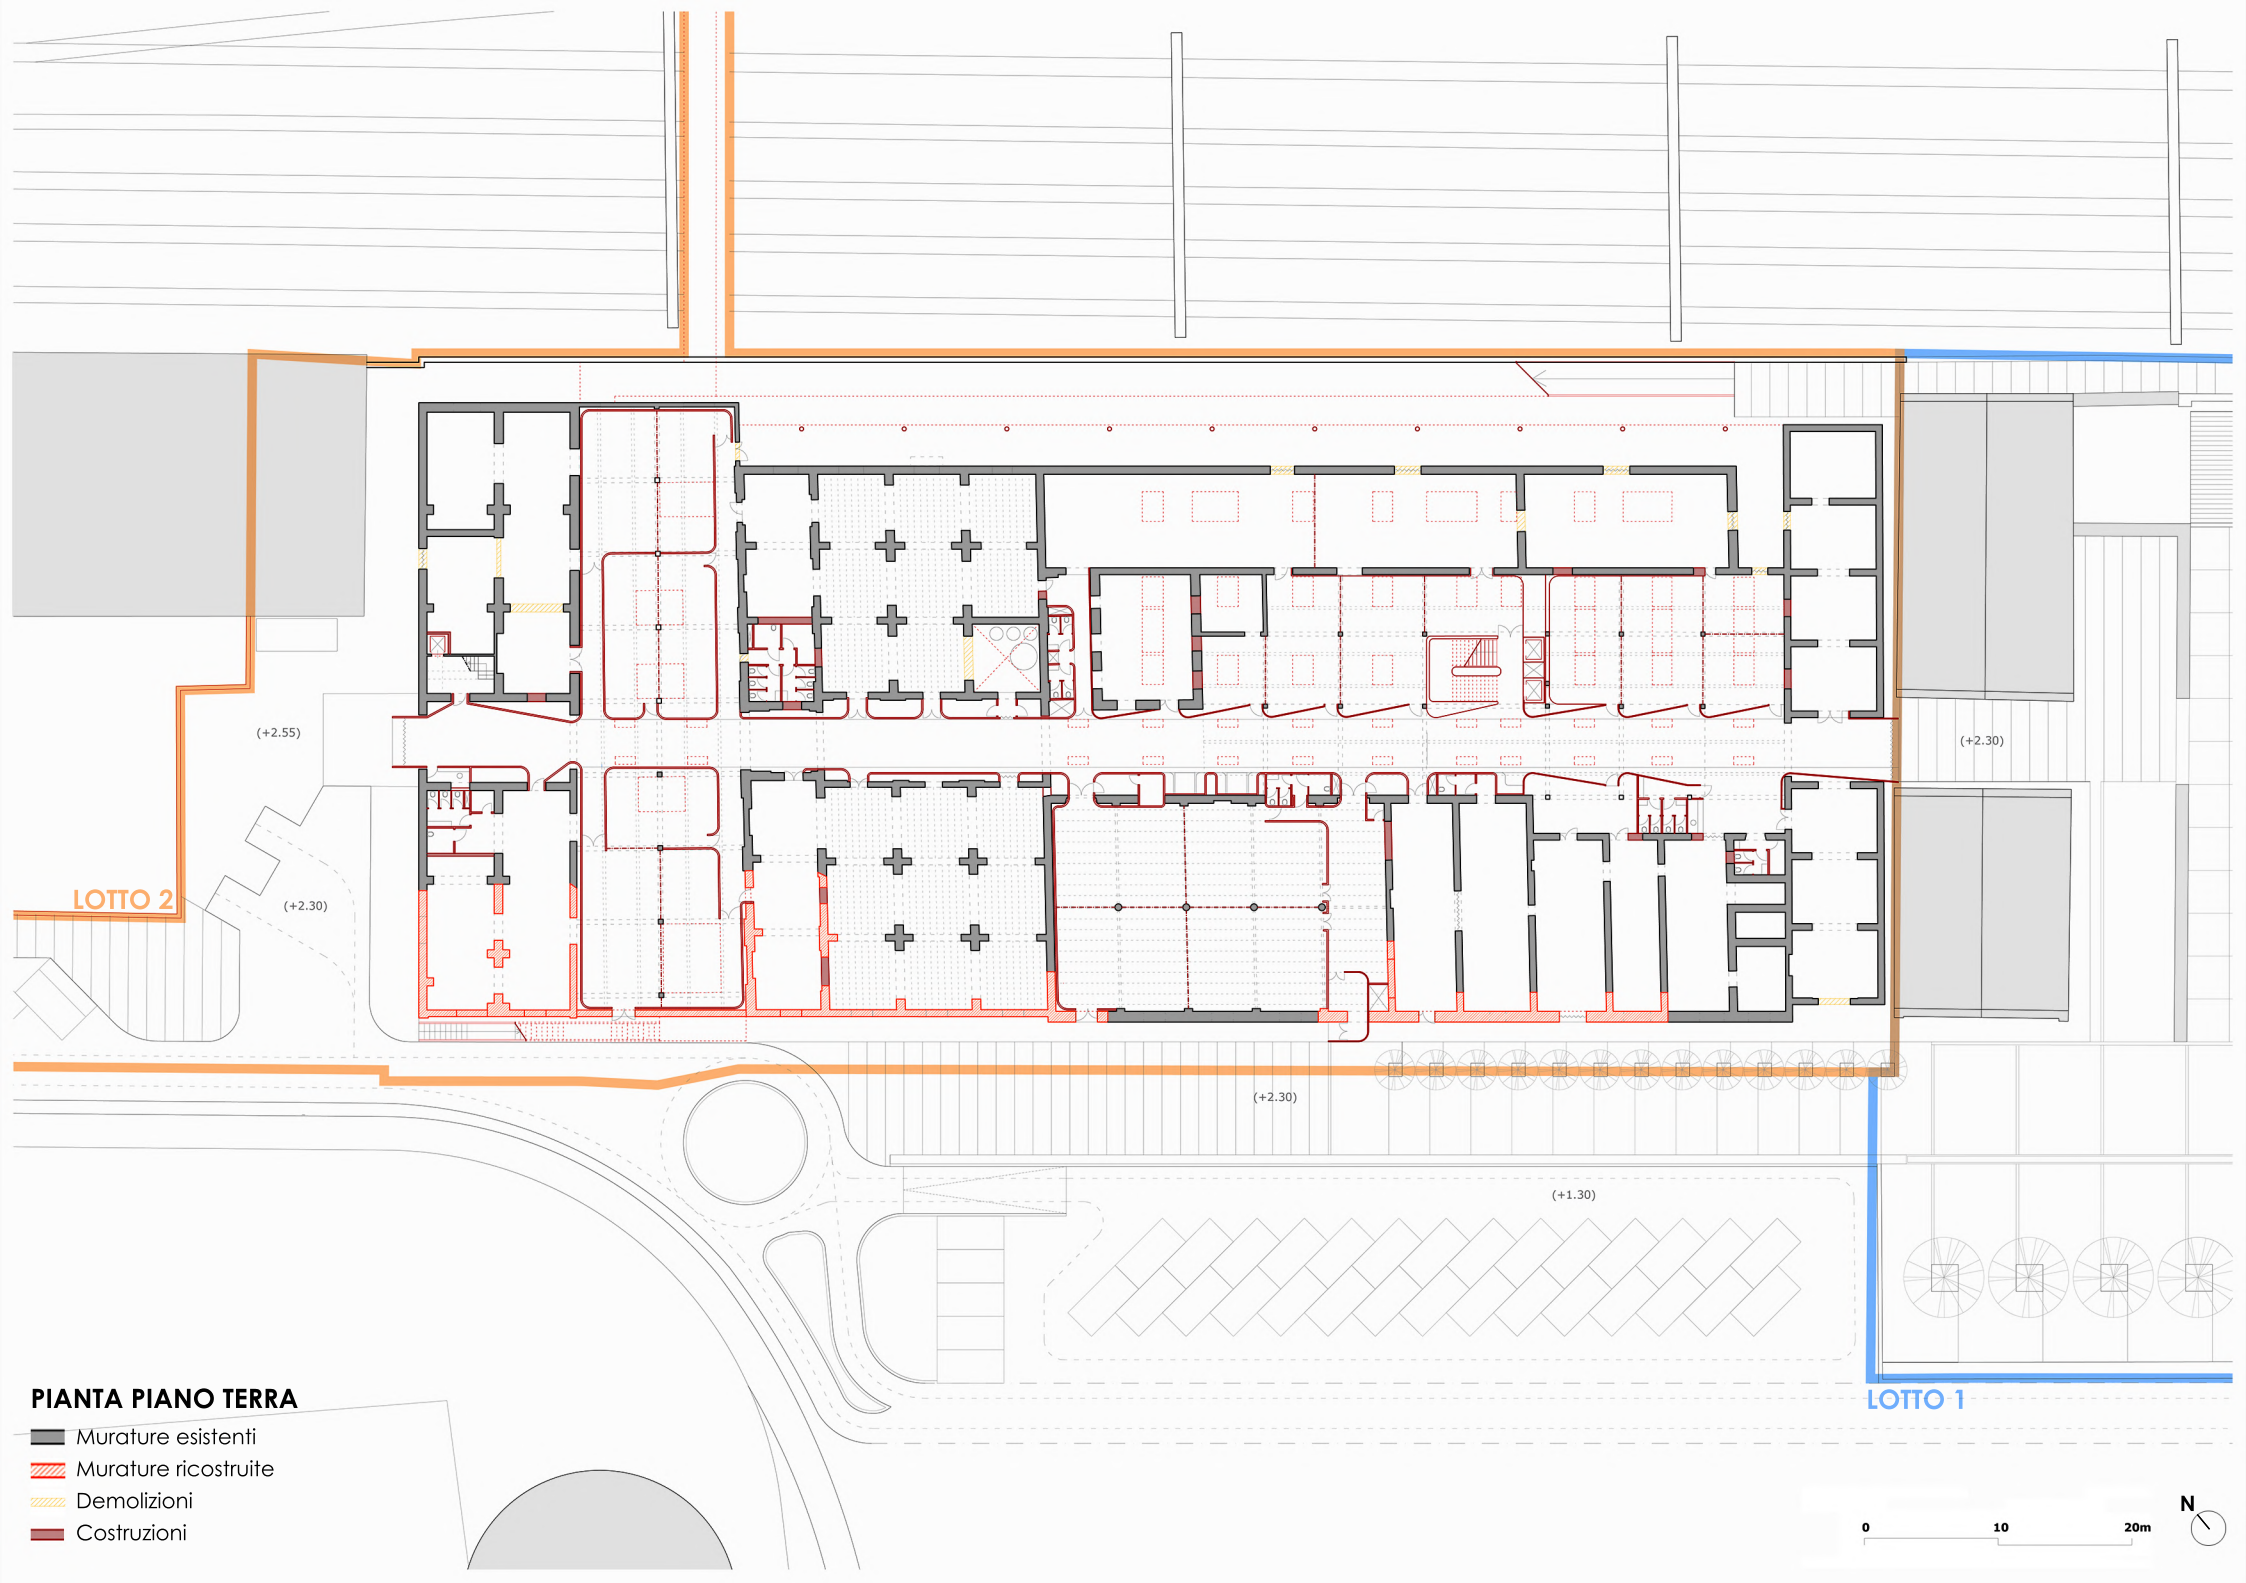 (+2.55)
(+2.30)
LOTTO 2
(+2.30)
(+2.30)
(+1.30)
LOTTO 1
PIANTA PIANO TERRA
Murature esistenti
Murature ricostruite
Demolizioni
Costruzioni
0 10 20m
N